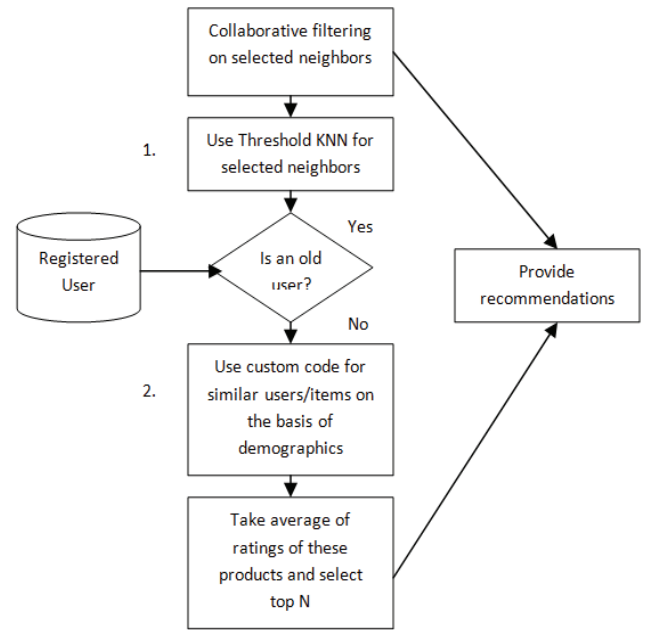 Collaborative filtering
on selected neighbors
1.
Use Threshold KNN for
selected neighbors
Yes
Registered
User
Is an old
user?
Provide
recommendations
No
2.
Use custom code for
similar users/items on
the basis of
demographics
Take average of
ratings of these
products and select
top N